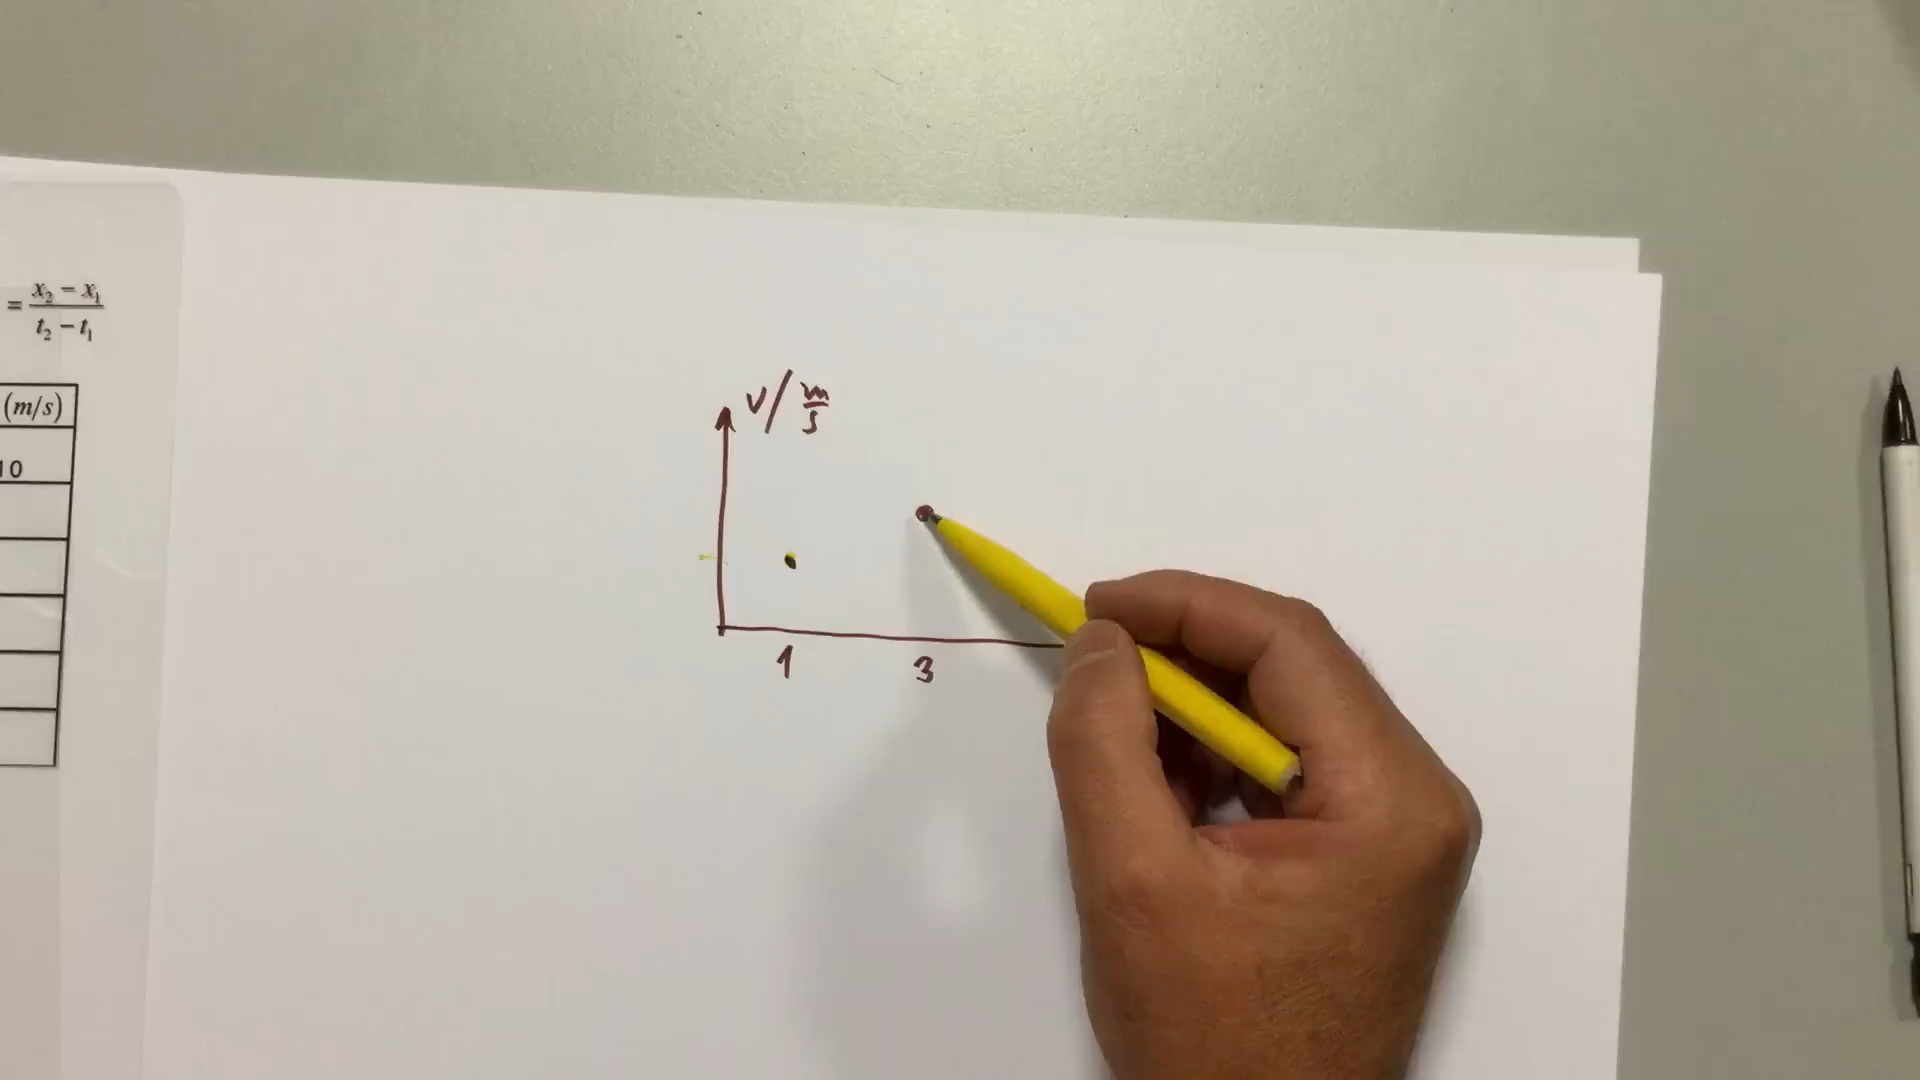 = x₂ − x₁ / t₂ − t₁
(m/s)
10
v/ m/s
1 3